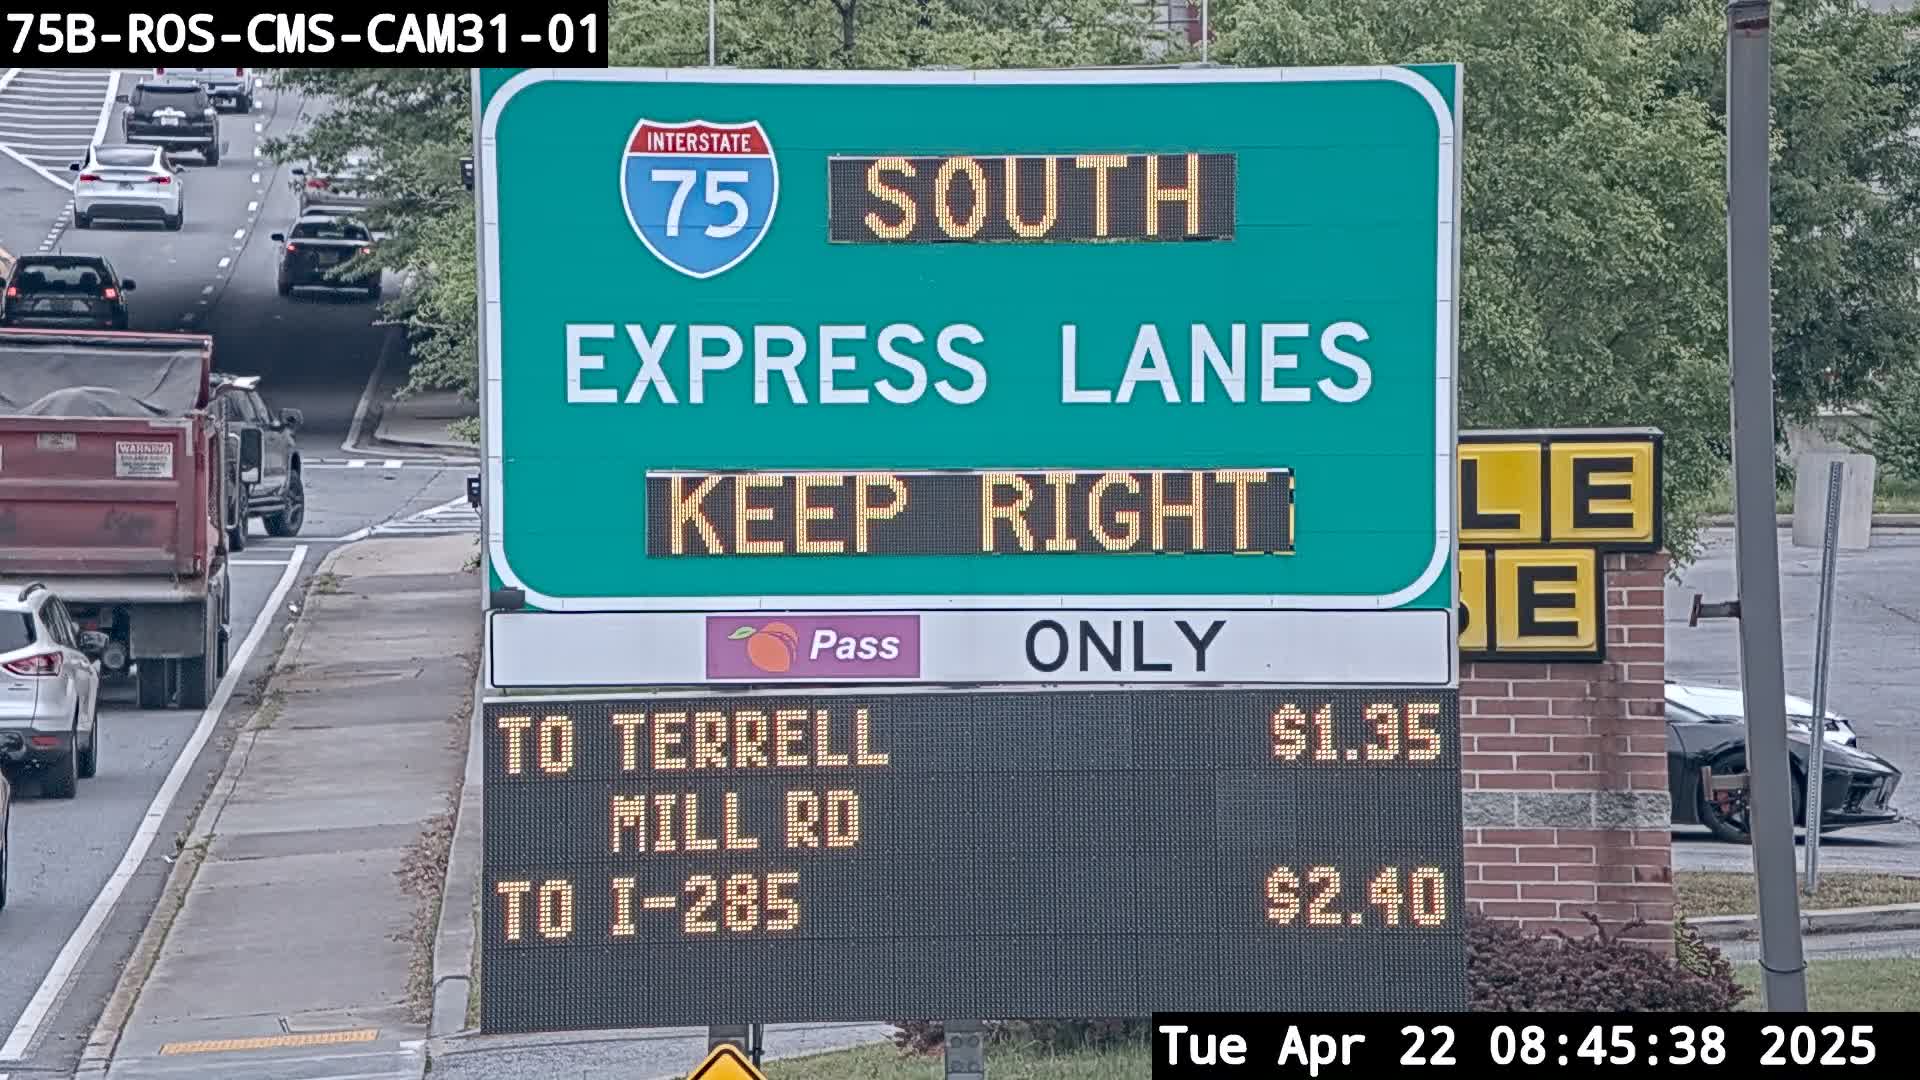 75B-ROS-CMS-CAM31-01
INTERSTATE
75
SOUTH
EXPRESS LANES
KEEP RIGHT
Pass ONLY
TO TERRELL $1.35
MILL RD
TO I-285 $2.40
LE
E
WARNING
Tue Apr 22 08:45:38 2025